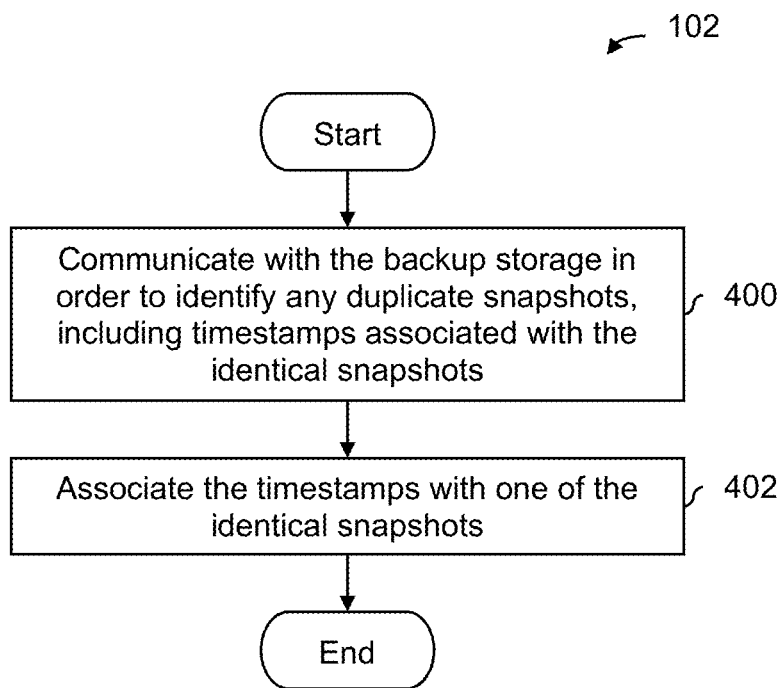 102
Start
Communicate with the backup storage in
order to identify any duplicate snapshots,
including timestamps associated with the
identical snapshots
400
Associate the timestamps with one of the
identical snapshots
402
End